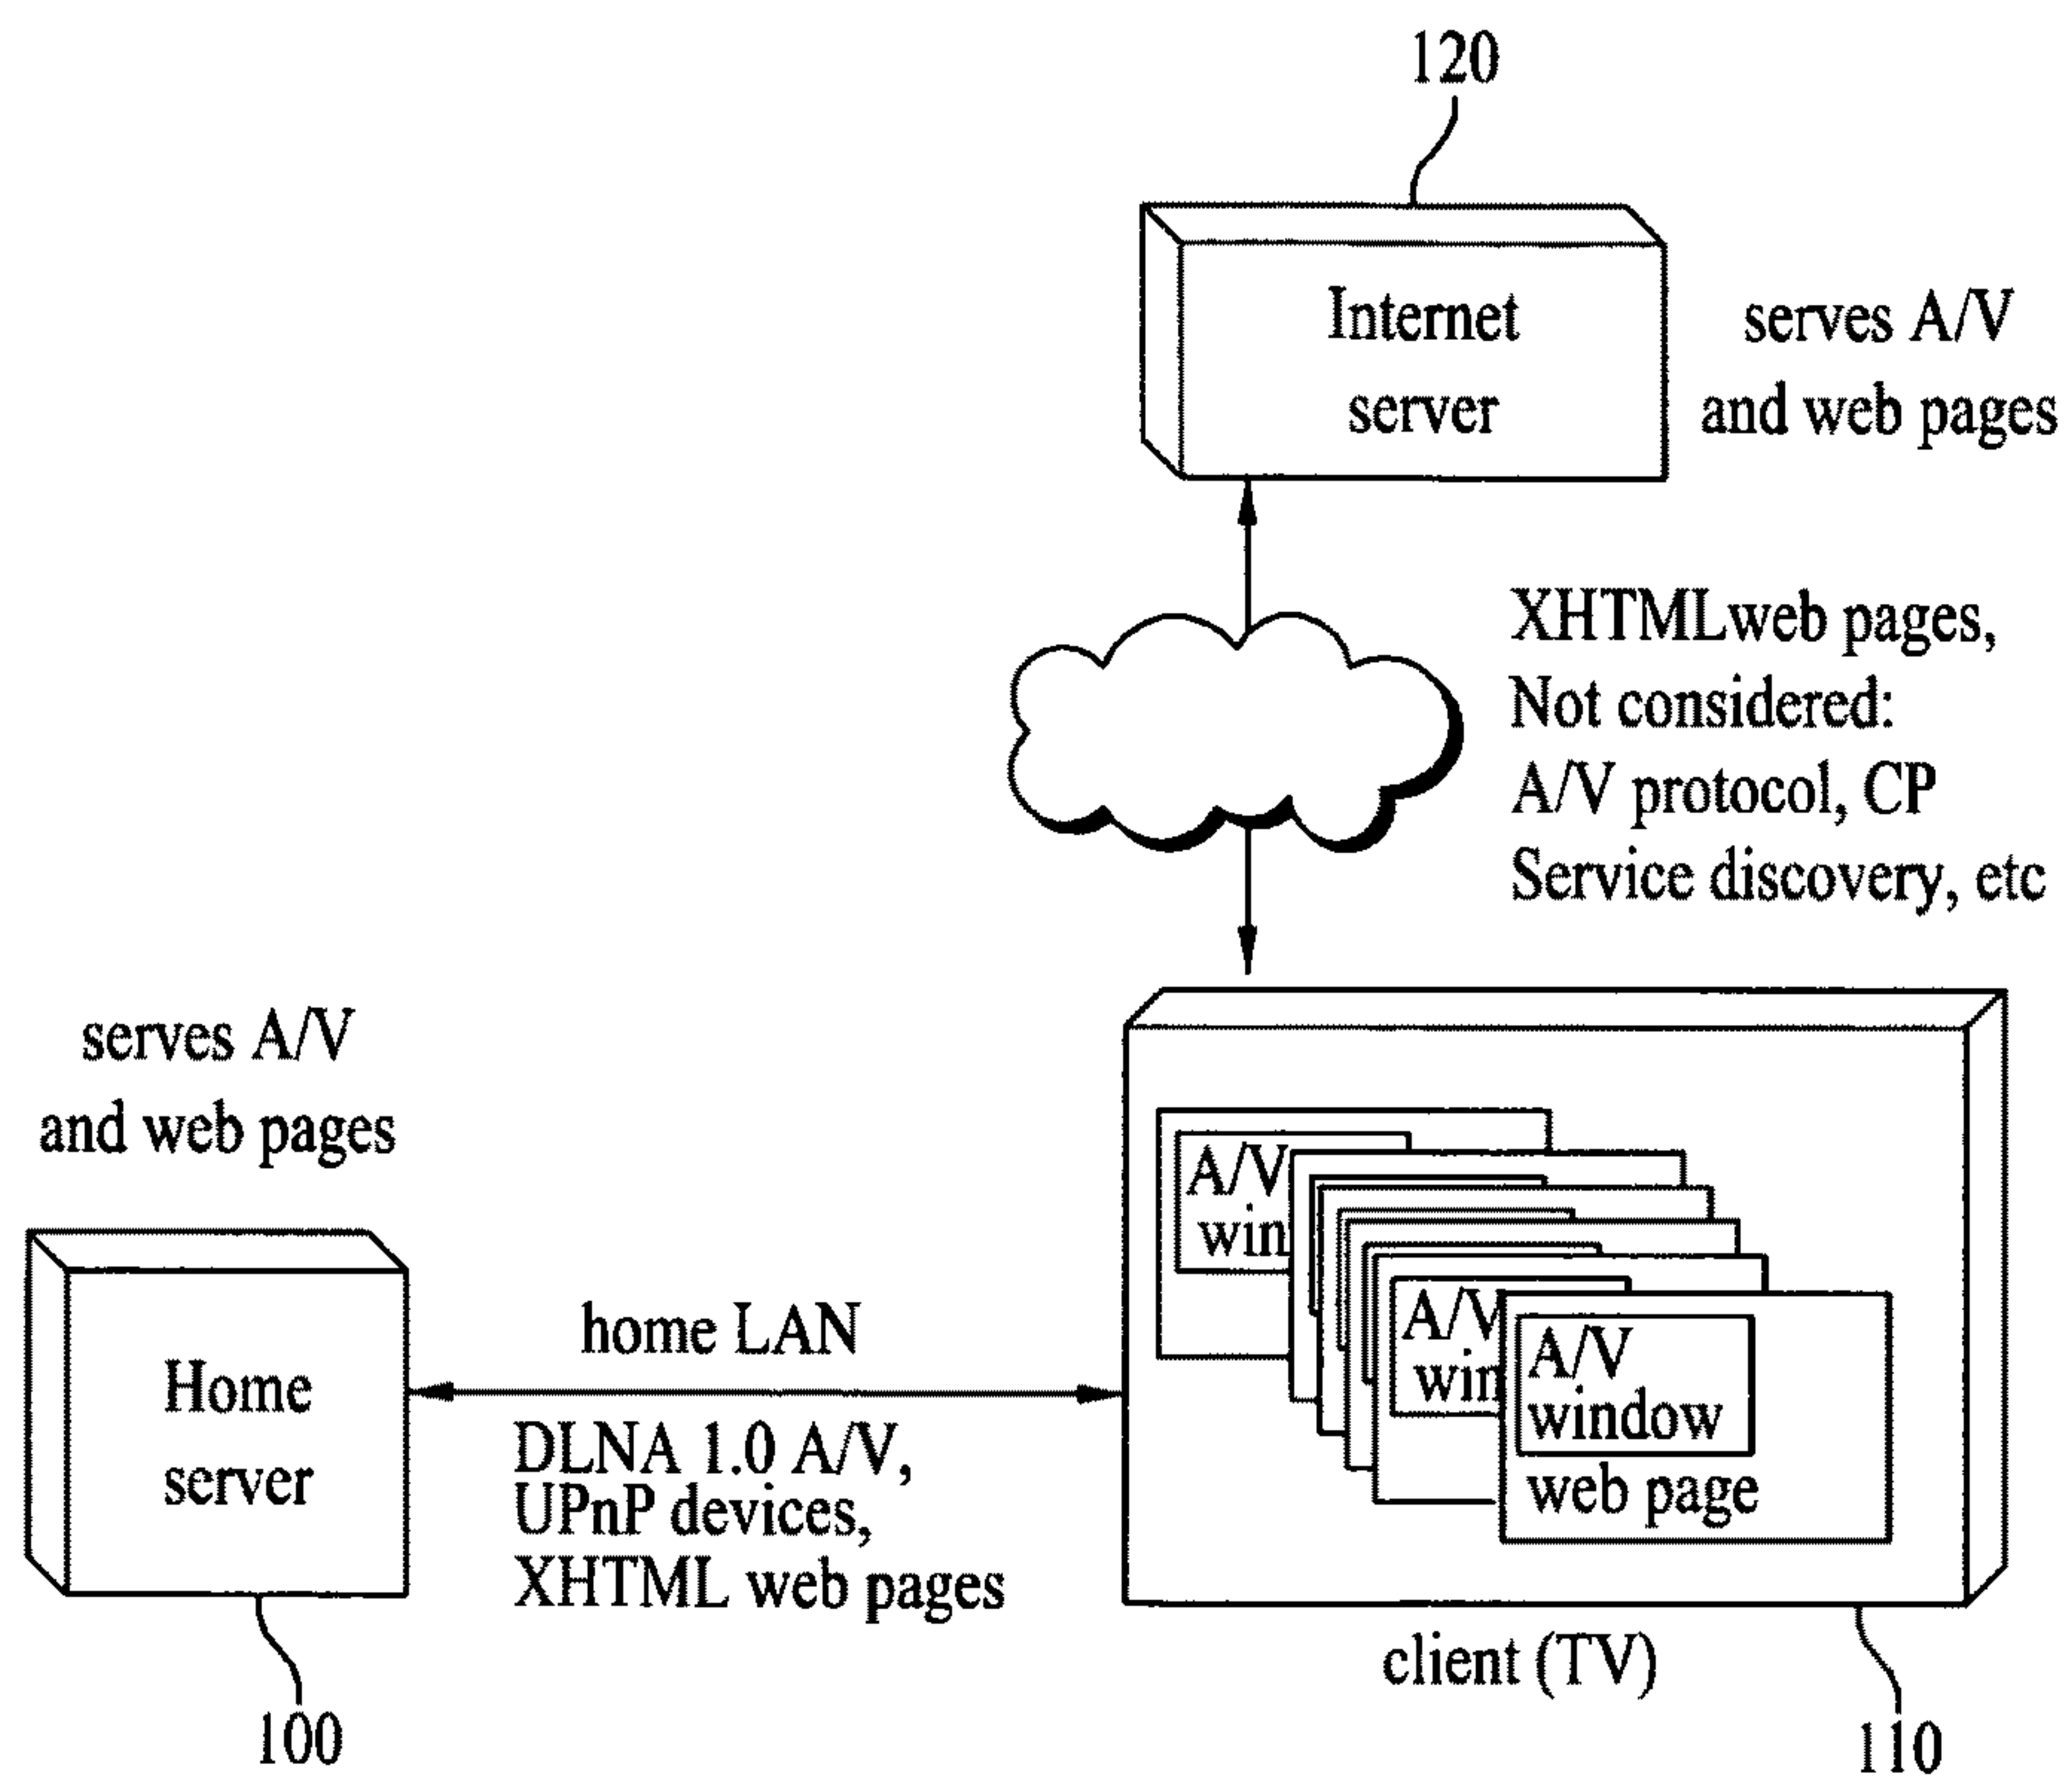 120
Internet
server
serves A/V
and web pages
XHTMLweb pages,
Not considered:
A/V protocol, CP
Service discovery, etc
serves A/V
and web pages
Home
server
100
home LAN
DLNA 1.0 A/V,
UPnP devices,
XHTML web pages
A/V
win
A/V
win
A/V
window
web page
client (TV)
110